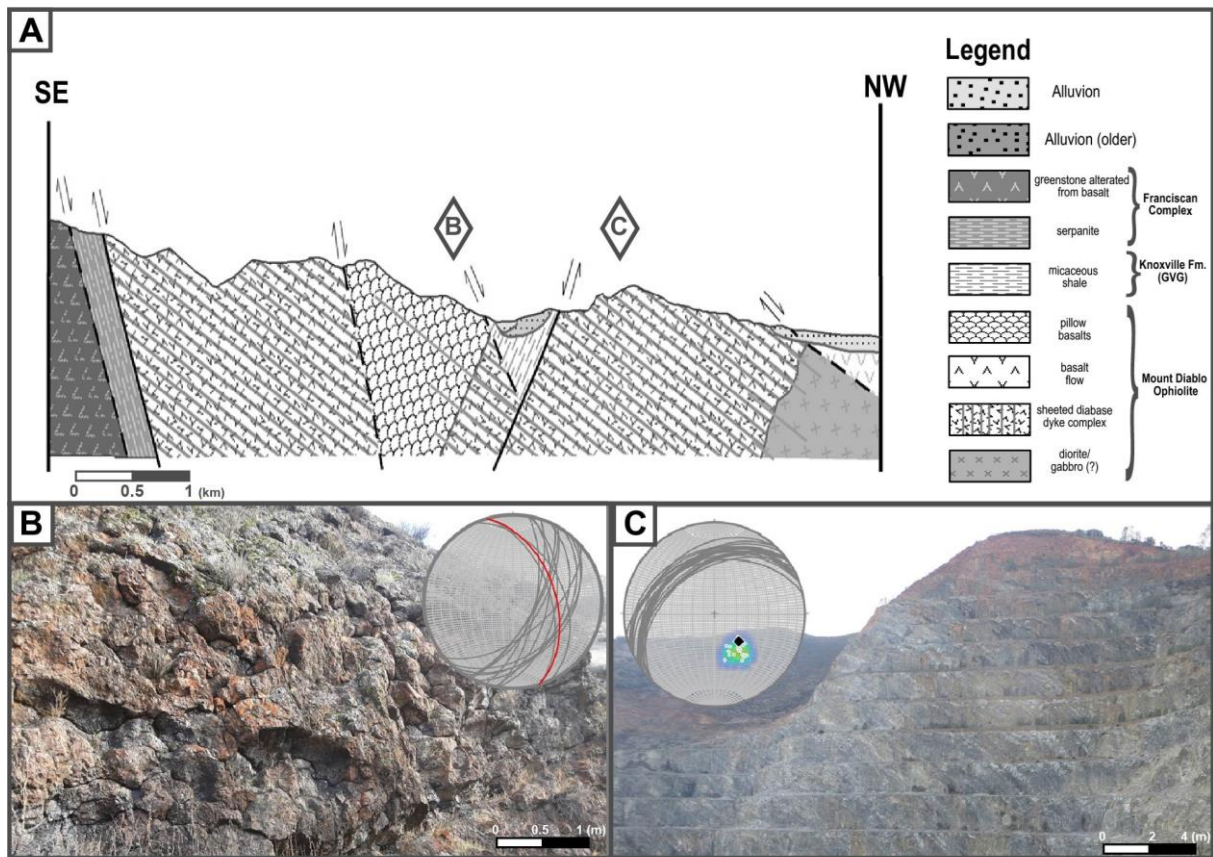 A
SE
NW
B
C
0 0.5 1 (km)
Legend
Alluvion
Alluvion (older)
greenstone alterated
from basalt
serpanite
Franciscan
Complex
micaceous
shale
Knoxville Fm.
(GVG)
pillow
basalts
basalt
flow
sheeted diabase
dyke complex
diorite/
gabbro (?)
Mount Diablo
Ophiolite
B
0 0.5 1 (m)
C
0 2 4 (m)